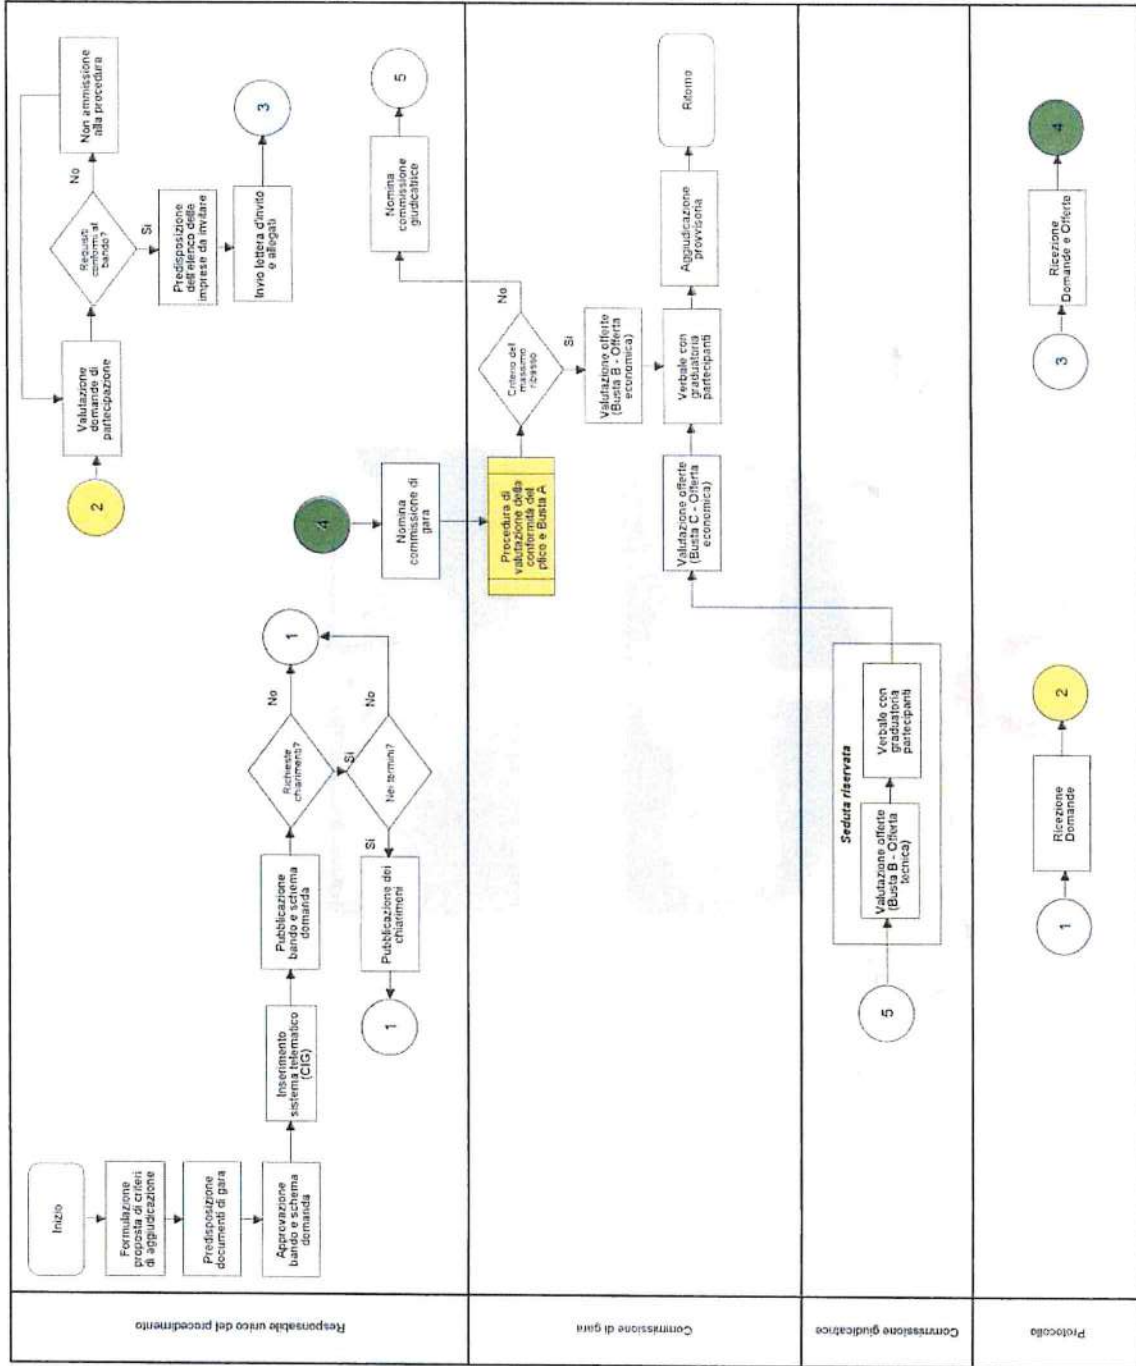 Responsabile unico del procedimento
Inizio
Formulazione
proposta di criteri
di aggiudicazione
Predisposizione
documenti di gara
Approvazione
bando e schema
domanda
Inserimento
sistema telematico
(CIG)
Pubblicazione
bando e schema
domanda
Richieste
chiarimenti?
No
1
Si
Nei termini?
No
Si
Pubblicazione dei
chiarimeni
1
2
Valutazione
domande di
partecipazione
Requisiti
conformi al
bando?
No
Non ammissione
alla procedura
Si
Predisposizione
dell'elenco delle
imprese da invitare
Invio lettera d'invito
e allegati
3
4
Nomina
commissione di
gara
Nomina
commissione
giudicatrice
5
Commissione di gara
Procedura di
valutazione della
conformità del
plico e Busta A
Criterio del
massimo
ribasso
No
Si
Valutazione offerte
(Busta B - Offerta
economica)
Valutazione offerte
(Busta C - Offerta
economica)
Verbale con
graduatoria
partecipanti
Aggiudicazione
provvisoria
Ritorno
Commissione giudicatrice
5
Seduta riservata
Valutazione offerte
(Busta B - Offerta
tecnica)
Verbale con
graduatoria
partecipanti
Protocollo
1
Ricezione
Domande
2
3
Ricezione
Domande e Offerte
4